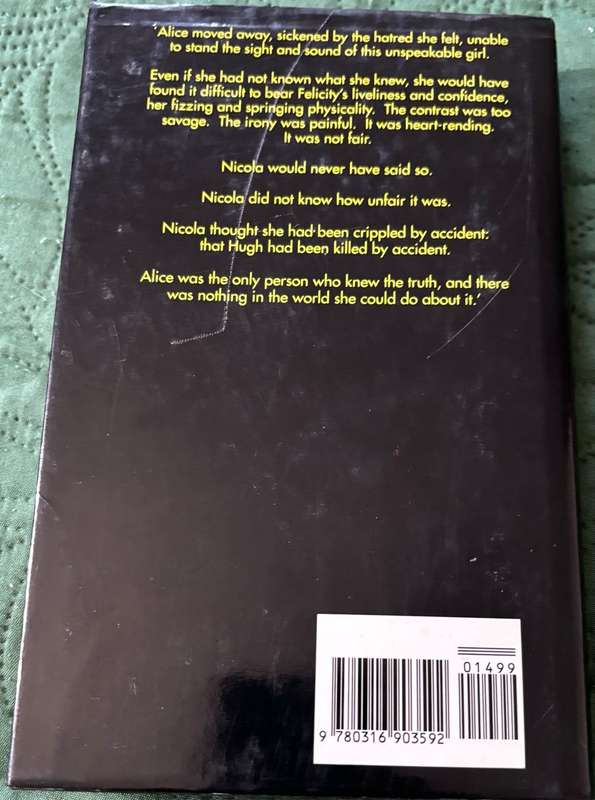 'Alice moved away, sickened by the hatred she felt, unable
to stand the sight and sound of this unspeakable girl.
Even if she had not known what she knew, she would have
found it difficult to bear Felicity's liveliness and confidence,
her fizzing and springing physicality. The contrast was too
savage. The irony was painful. It was heart-rending.
It was not fair.
Nicola would never have said so.
Nicola did not know how unfair it was.
Nicola thought she had been crippled by accident:
that Hugh had been killed by accident.
Alice was the only person who knew the truth, and there
was nothing in the world she could do about it.'
01499
9 780316 903592